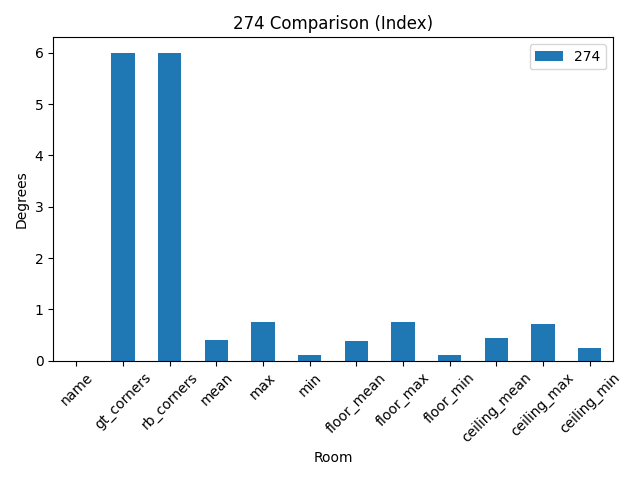 274 Comparison (Index)
274
Degrees
6
5
4
3
2
1
0
name
gt_corners
rb_corners
mean
max
min
floor_mean
floor_max
floor_min
ceiling_mean
ceiling_max
ceiling_min
Room